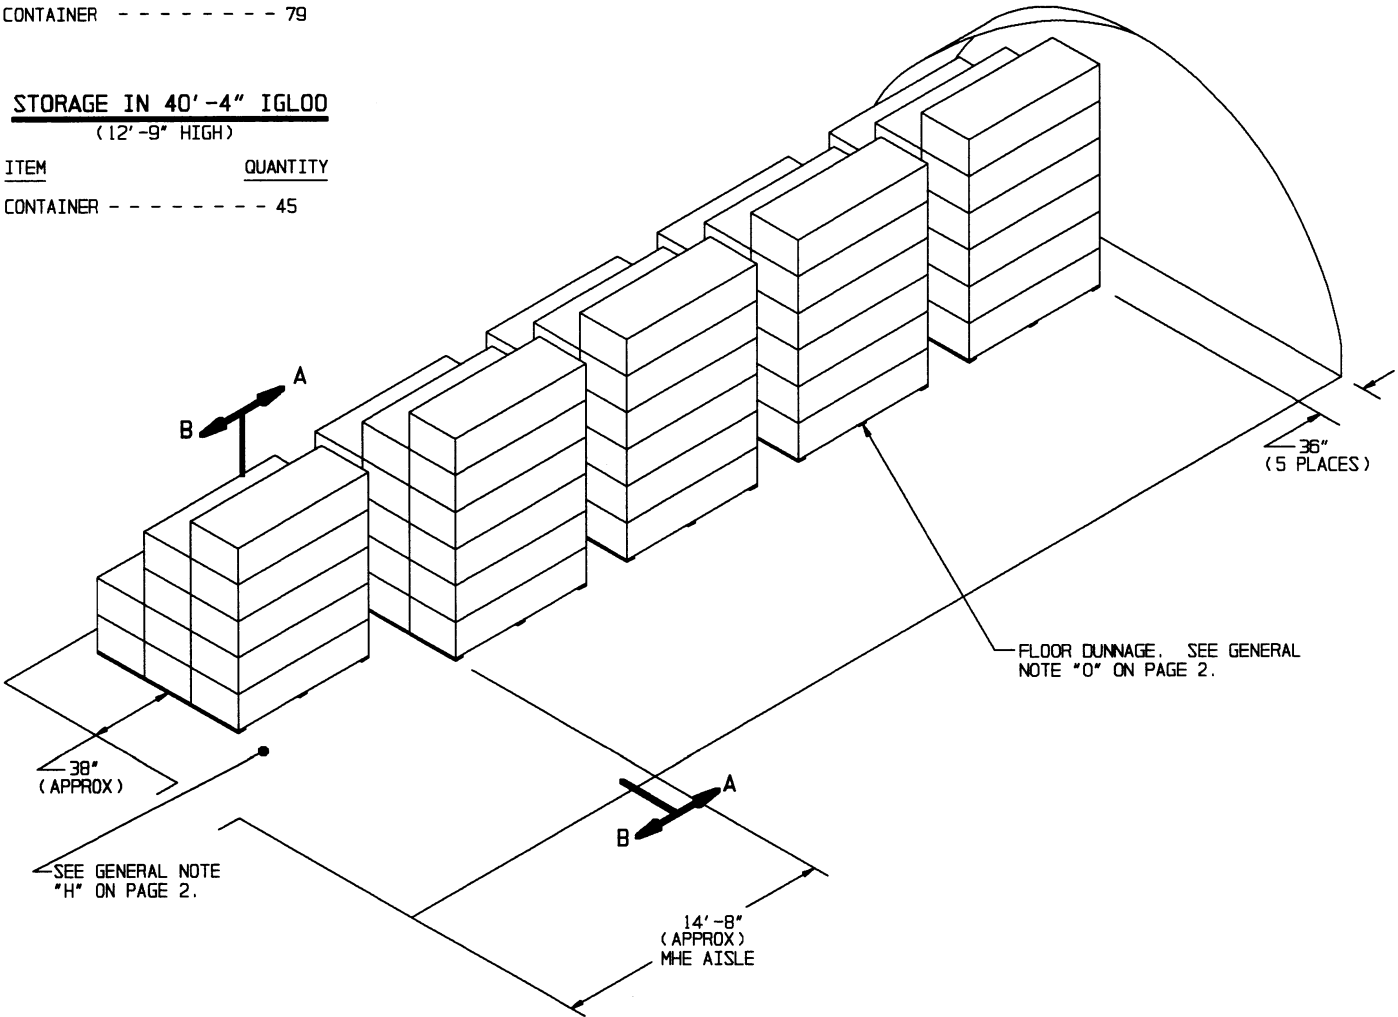 CONTAINER - - - - - - - - 79
STORAGE IN 40'-4" IGLOO
(12'-9" HIGH)
ITEM QUANTITY
CONTAINER - - - - - - - - 45
A
B
36"
(5 PLACES)
FLOOR DUNNAGE. SEE GENERAL
NOTE "O" ON PAGE 2.
38"
(APPROX)
A
B
SEE GENERAL NOTE
"H" ON PAGE 2.
14'-8"
(APPROX)
MHE AISLE